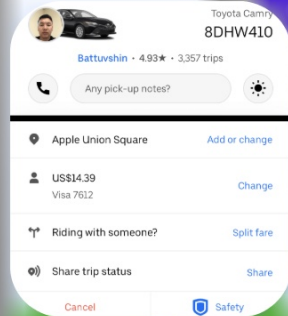 Toyota Camry
8DHW410
Battuvshin • 4.93★ • 3,357 trips
Any pick-up notes?
Apple Union Square
Add or change
US$14.39
Visa 7612
Change
Riding with someone?
Split fare
Share trip status
Share
Cancel
Safety